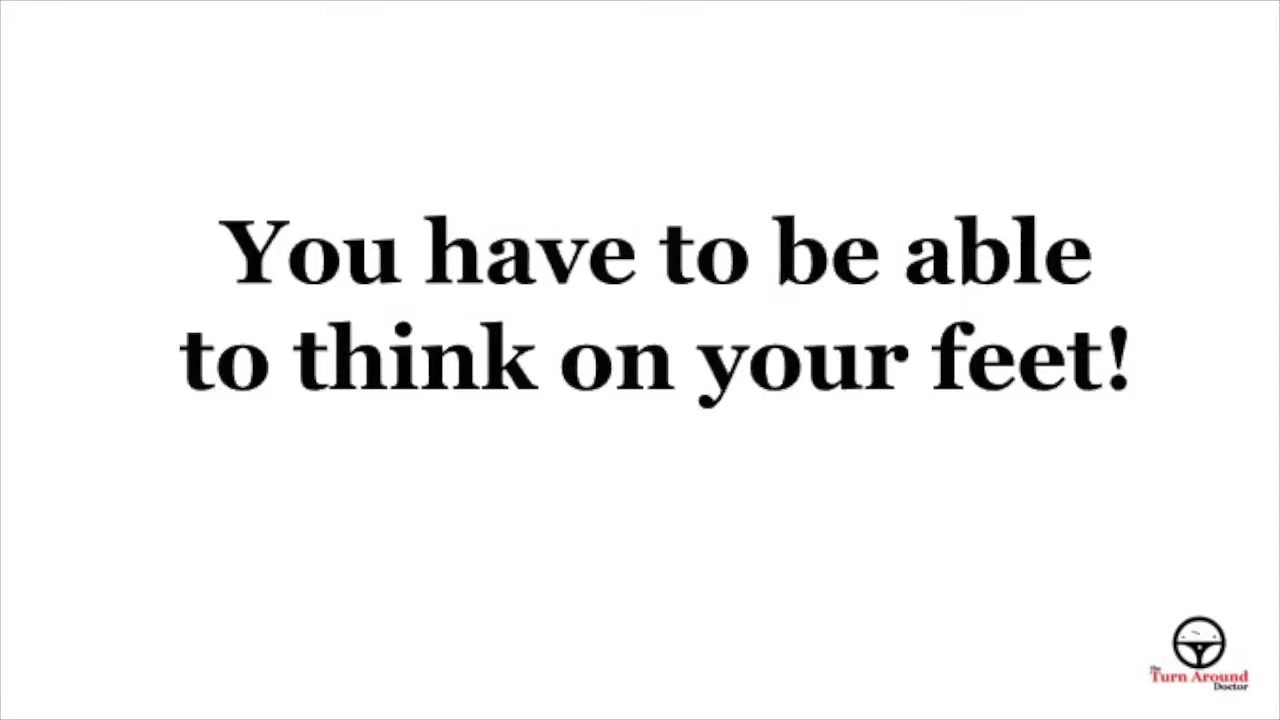 You have to be able
to think on your feet!
The
Turn Around
Doctor